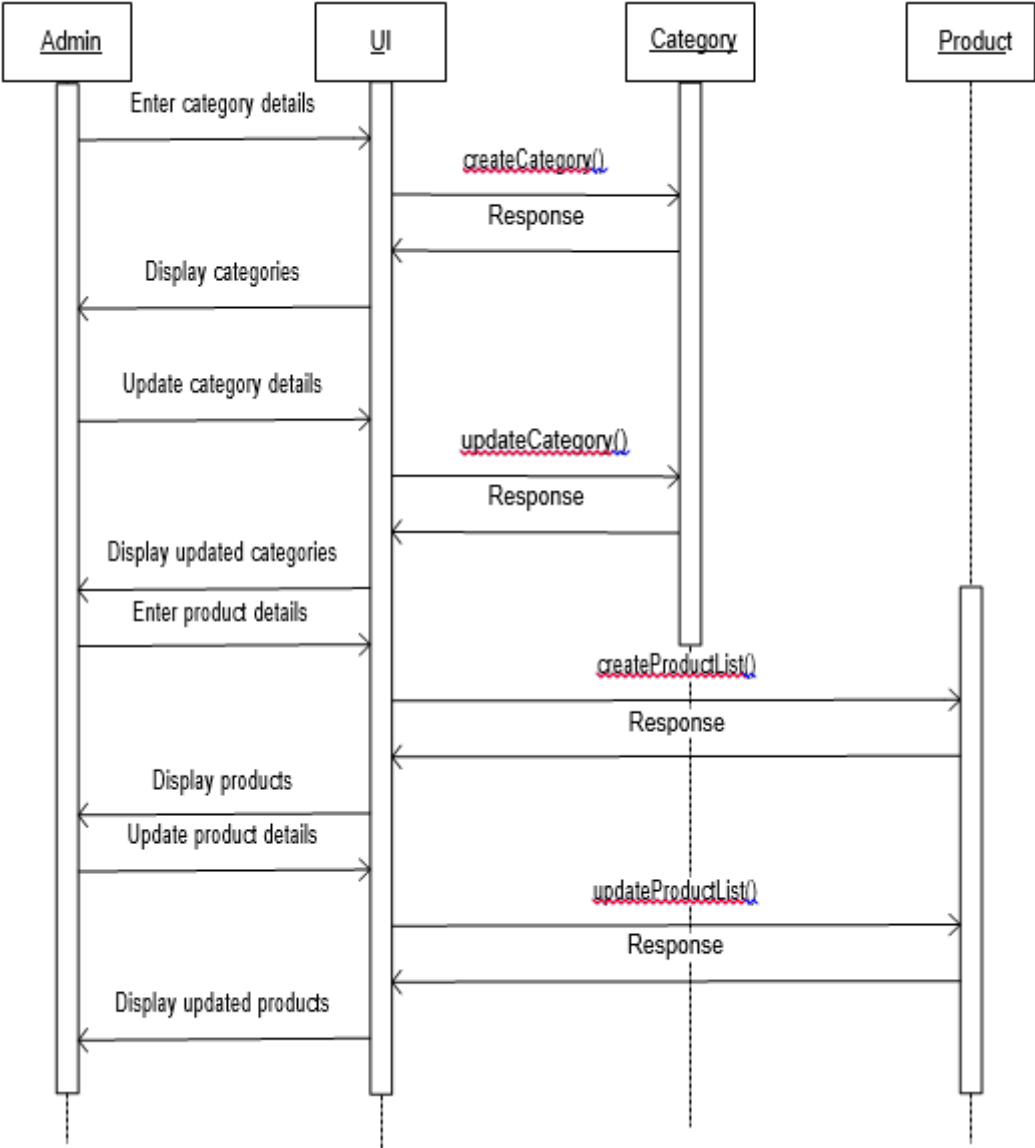 Admin
UI
Category
Product
Enter category details
createCategory()
Response
Display categories
Update category details
updateCategory()
Response
Display updated categories
Enter product details
createProductList()
Response
Display products
Update product details
updateProductList()
Response
Display updated products